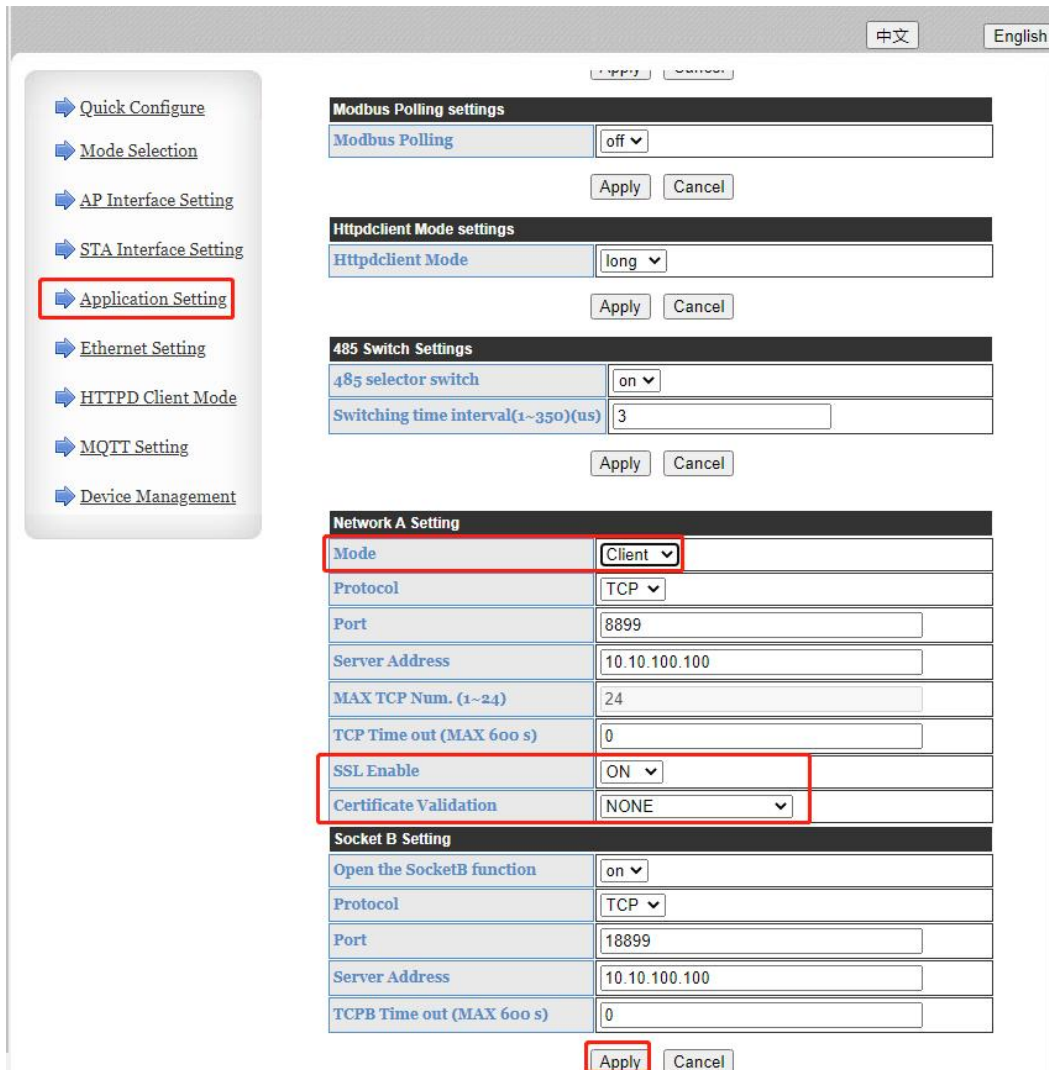 中文 English
Apply Cancel
Quick Configure
Mode Selection
AP Interface Setting
STA Interface Setting
Application Setting
Ethernet Setting
HTTPD Client Mode
MQTT Setting
Device Management
Modbus Polling settings
Modbus Polling off
Apply Cancel
Httpdclient Mode settings
Httpdclient Mode long
Apply Cancel
485 Switch Settings
485 selector switch on
Switching time interval(1~350)(us) 3
Apply Cancel
Network A Setting
Mode Client
Protocol TCP
Port 8899
Server Address 10.10.100.100
MAX TCP Num. (1~24) 24
TCP Time out (MAX 600 s) 0
SSL Enable ON
Certificate Validation NONE
Socket B Setting
Open the SocketB function on
Protocol TCP
Port 18899
Server Address 10.10.100.100
TCPB Time out (MAX 600 s) 0
Apply Cancel